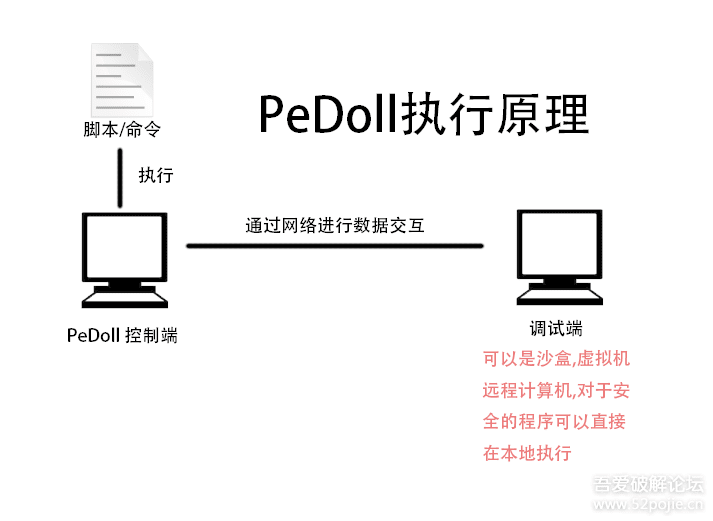 PeDoll执行原理
脚本/命令
执行
通过网络进行数据交互
PeDoll 控制端
调试端
可以是沙盒,虚拟机
远程计算机,对于安
全的程序可以直接
在本地执行
吾爱破解论坛
www.52pojie.cn